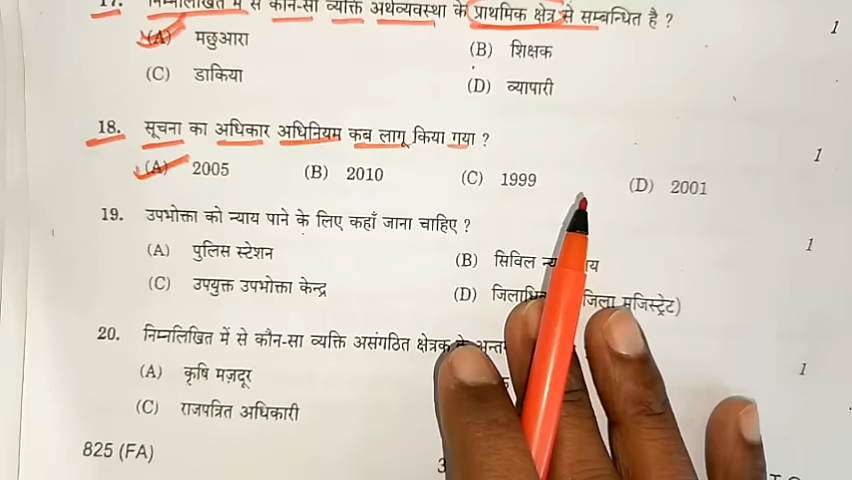 17. निम्नलिखित में से कौन-सा व्यक्ति अर्थव्यवस्था के प्राथमिक क्षेत्र से सम्बन्धित है ? 1
(A) मछुआरा (B) शिक्षक
(C) डाकिया (D) व्यापारी
18. सूचना का अधिकार अधिनियम कब लागू किया गया ? 1
(A) 2005 (B) 2010 (C) 1999 (D) 2001
19. उपभोक्ता को न्याय पाने के लिए कहाँ जाना चाहिए ? 1
(A) पुलिस स्टेशन (B) सिविल
(C) उपयुक्त उपभोक्ता केन्द्र (D) जिला मजिस्ट्रेट)
20. निम्नलिखित में से कौन-सा व्यक्ति असंगठित क्षेत्रक के 1
(A) कृषि मज़दूर
(C) राजपत्रित अधिकारी
825 (FA) 3